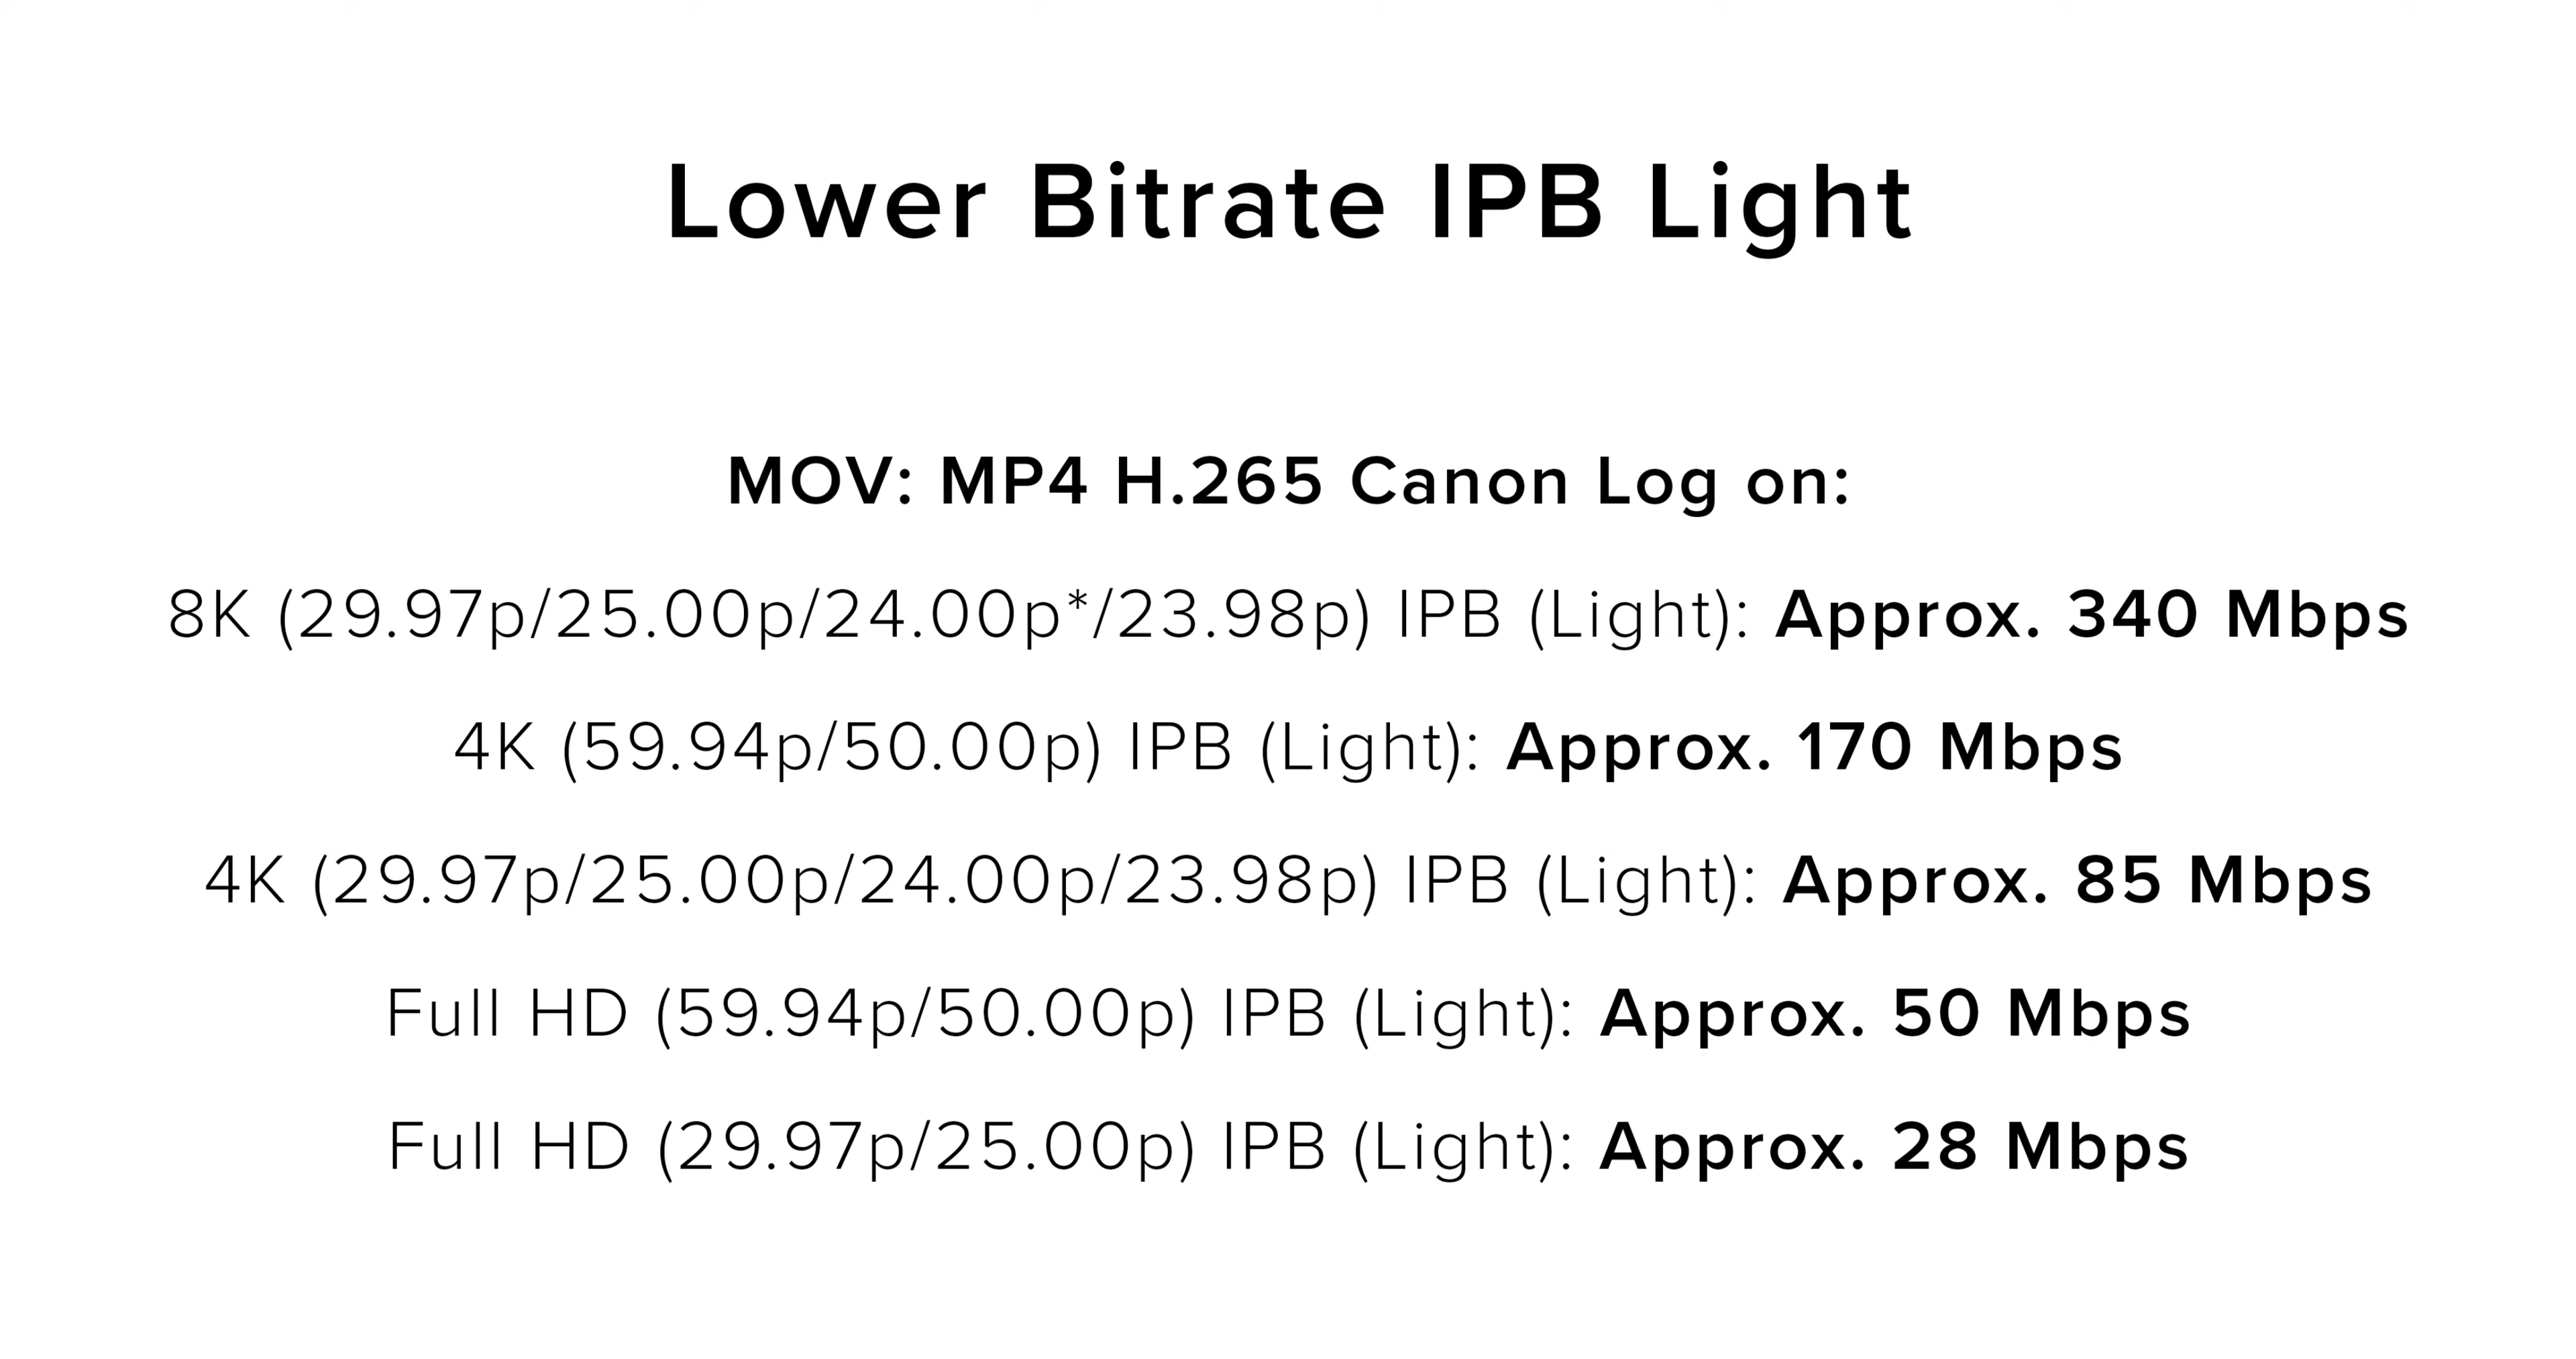 Lower Bitrate IPB Light
MOV: MP4 H.265 Canon Log on:
8K (29.97p/25.00p/24.00p*/23.98p) IPB (Light): Approx. 340 Mbps
4K (59.94p/50.00p) IPB (Light): Approx. 170 Mbps
4K (29.97p/25.00p/24.00p/23.98p) IPB (Light): Approx. 85 Mbps
Full HD (59.94p/50.00p) IPB (Light): Approx. 50 Mbps
Full HD (29.97p/25.00p) IPB (Light): Approx. 28 Mbps